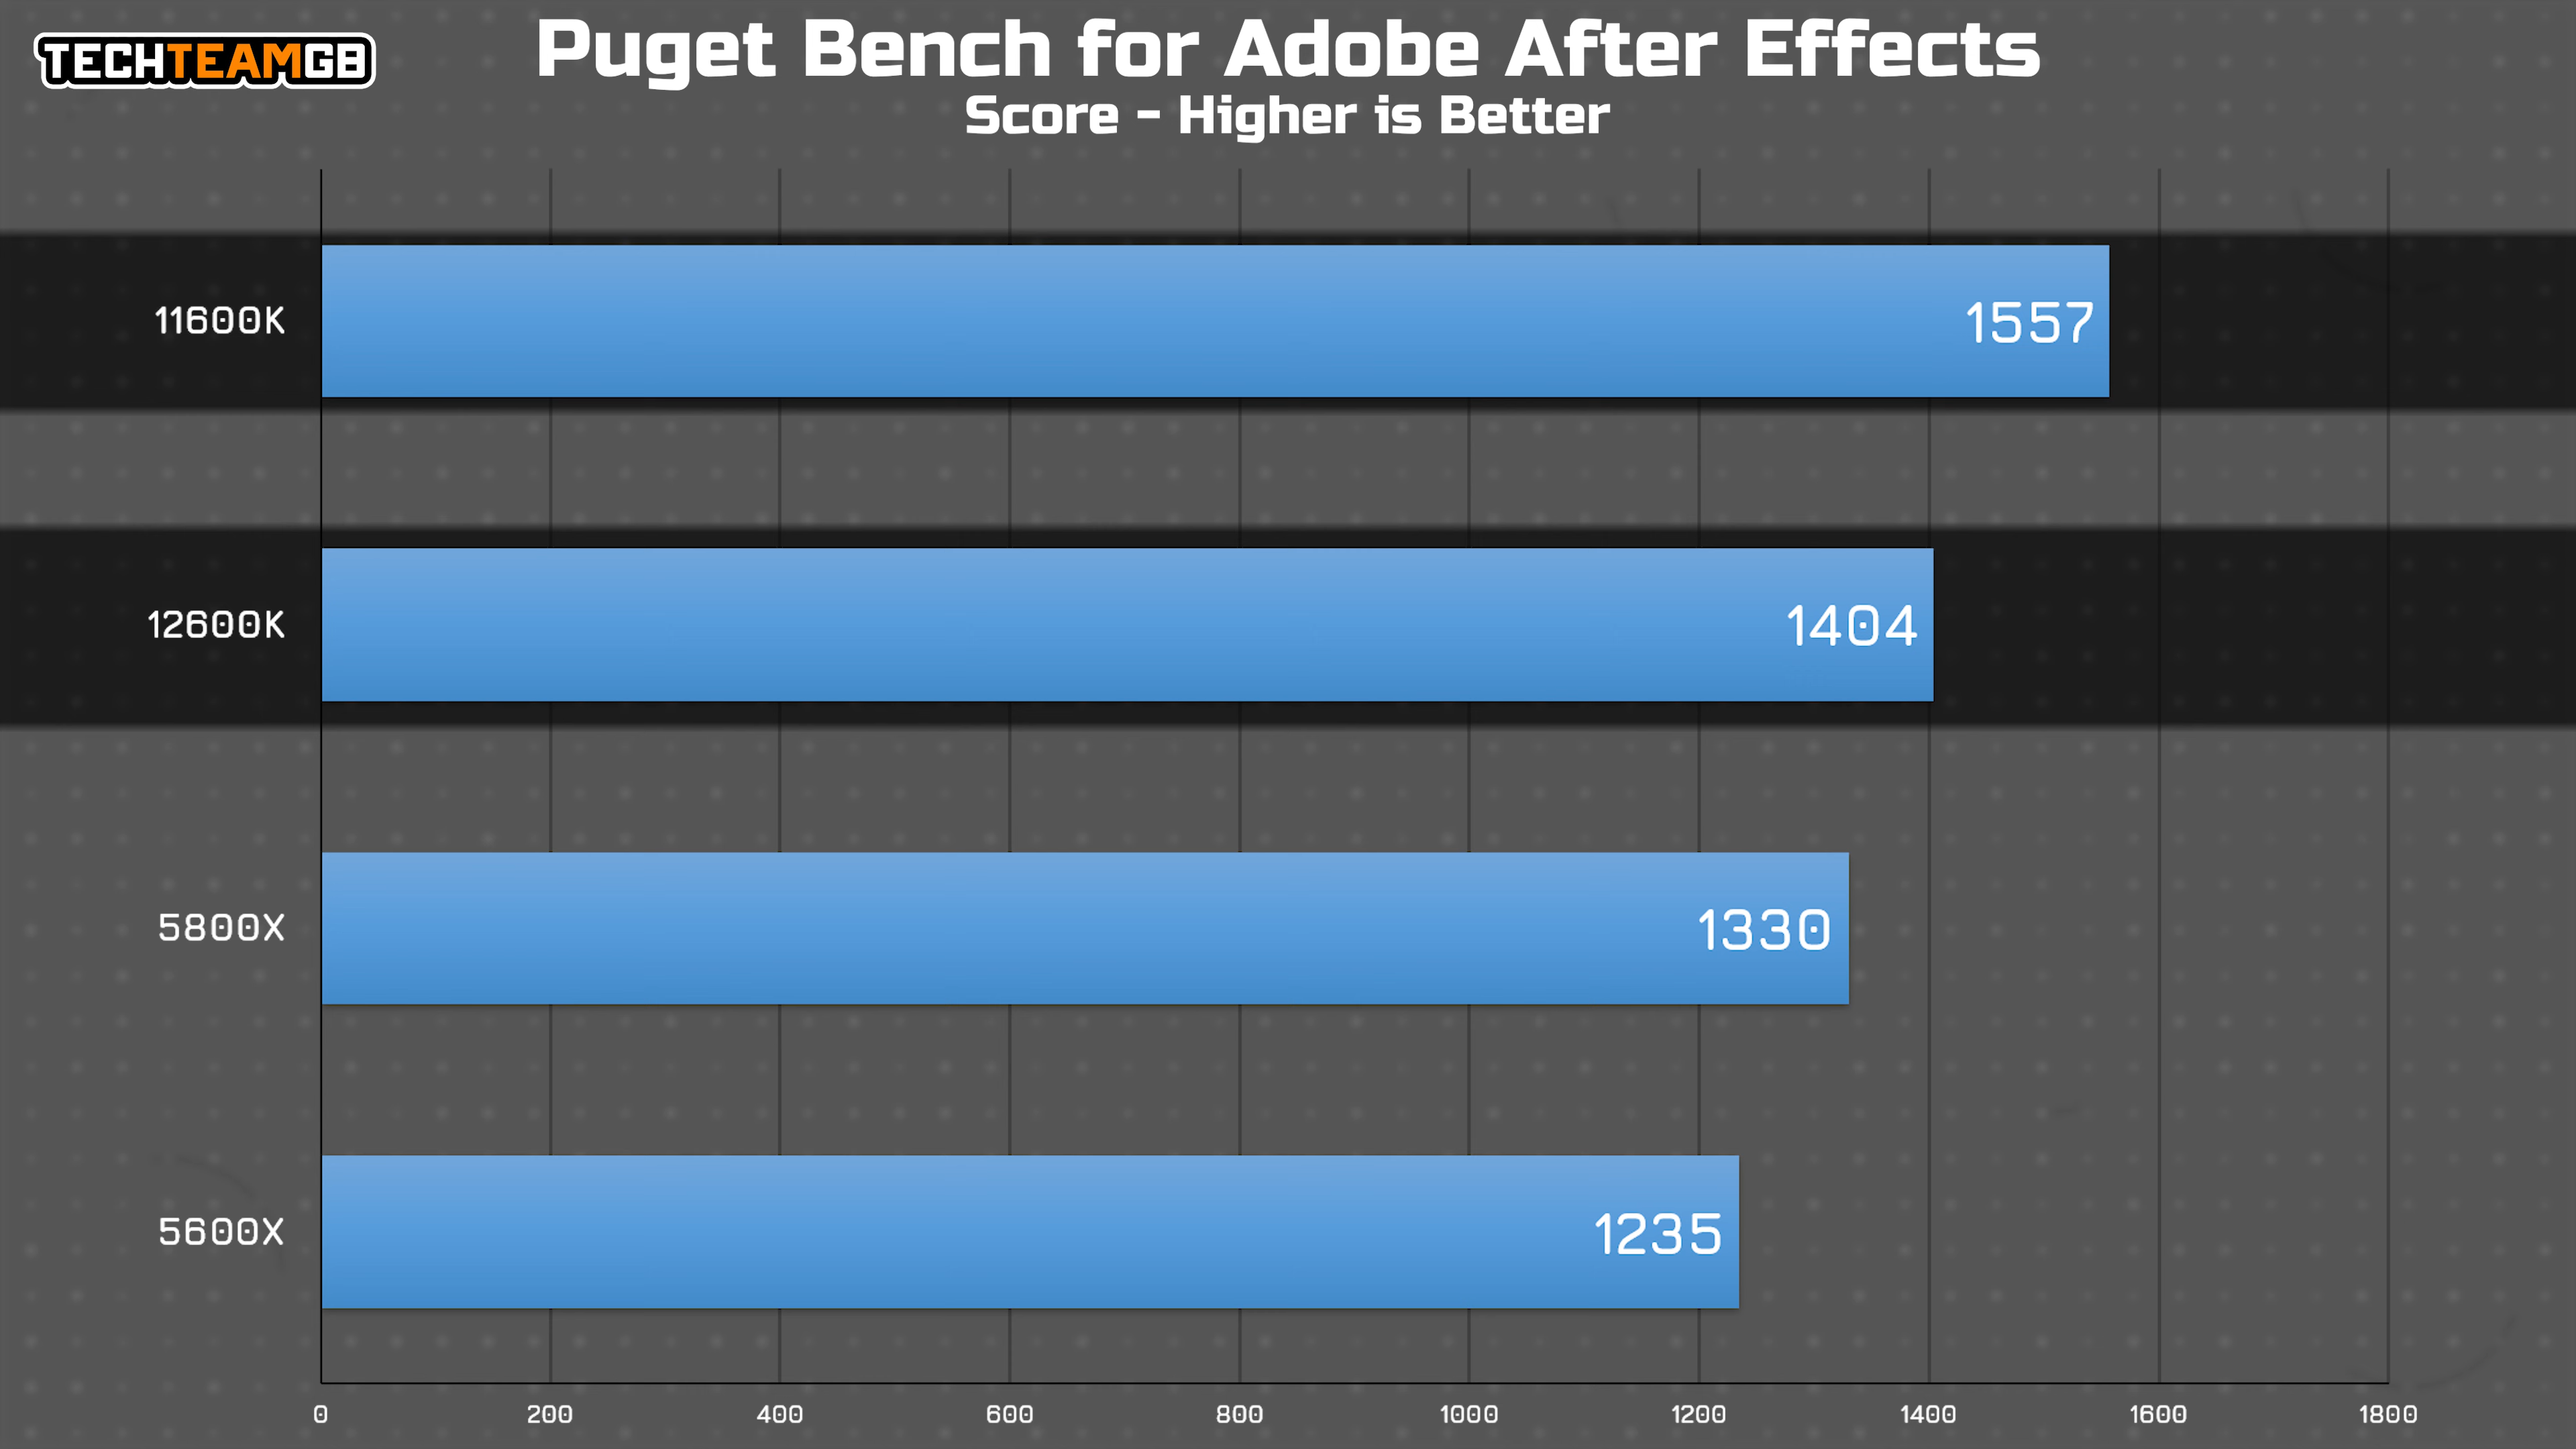 TECHTEAMGB
Puget Bench for Adobe After Effects
Score - Higher is Better
11600K
1557
12600K
1404
5800X
1330
5600X
1235
0 200 400 600 800 1000 1200 1400 1600 1800